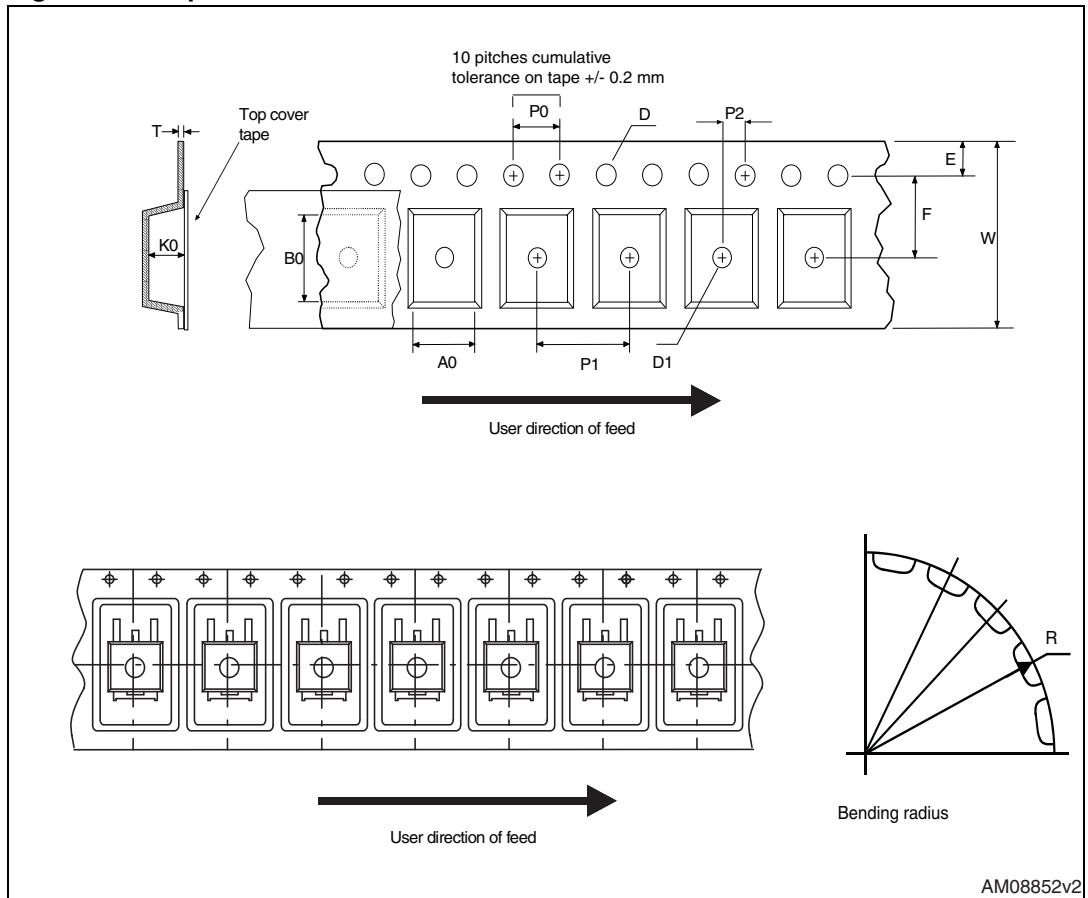 10 pitches cumulative
tolerance on tape +/- 0.2 mm
Top cover
tape
T
P0
D
P2
E
F
W
K0
B0
A0
P1
D1
User direction of feed
R
Bending radius
User direction of feed
AM08852v2